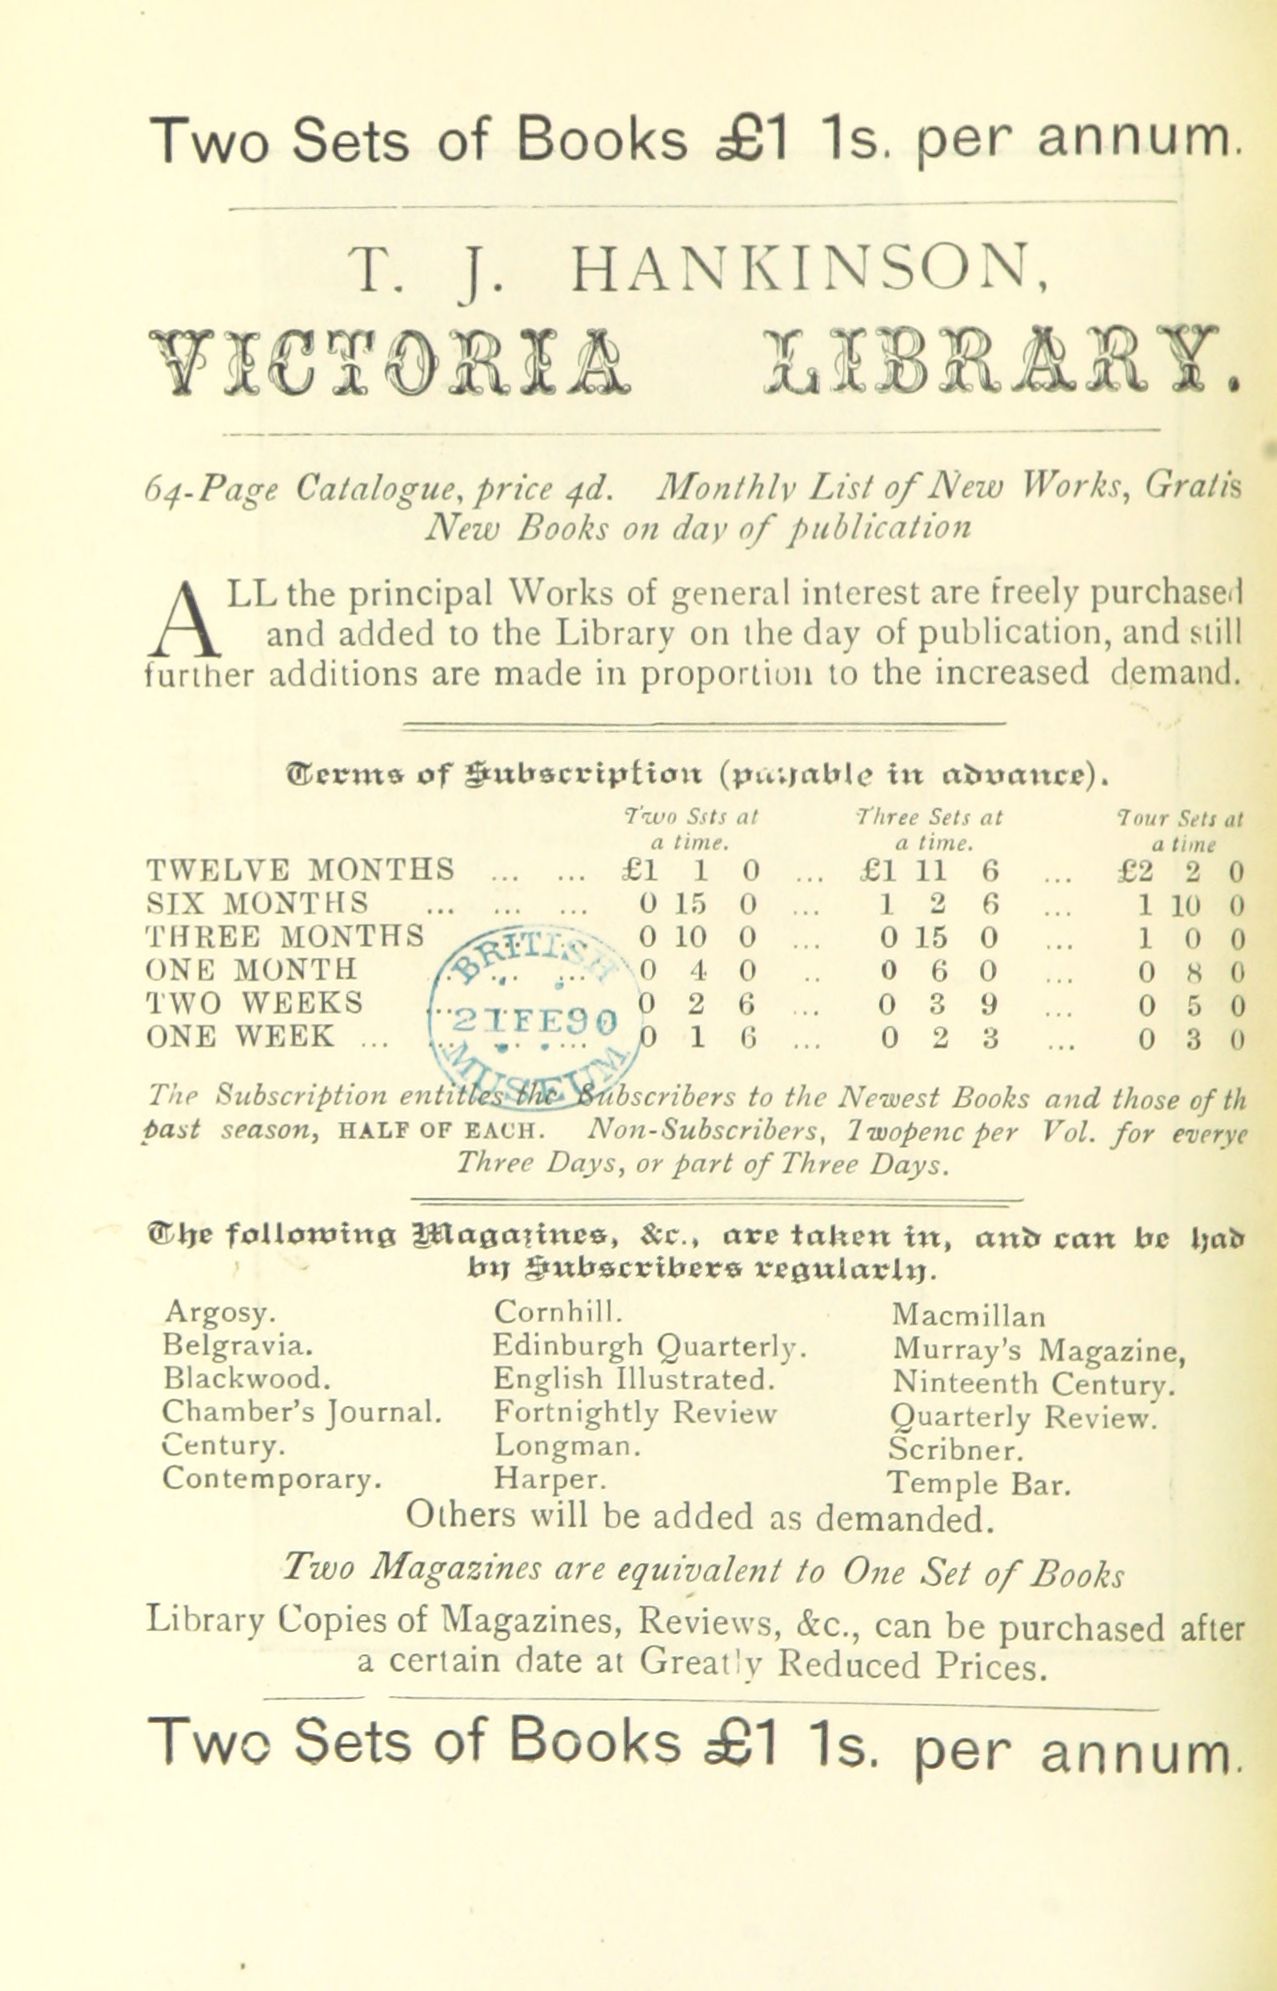 Two Sets of Books £1 1s. per annum.
T. J. HANKINSON,
VICTORIA LIBRARY.
64-Page Catalogue, price 4d. Monthly List of New Works, Gratis
New Books on day of publication
ALL the principal Works of general interest are freely purchased
and added to the Library on the day of publication, and still
further additions are made in proportion to the increased demand.
Terms of Subscription (payable in advance).
Two Ssts at Three Sets at Four Sets at
a time. a time. a time
TWELVE MONTHS ... ... £1 1 0 ... £1 11 6 ... £2 2 0
SIX MONTHS ... ... ... 0 15 0 ... 1 2 6 ... 1 10 0
THREE MONTHS 0 10 0 ... 0 15 0 ... 1 0 0
ONE MONTH ... ... 0 4 0 .. 0 6 0 ... 0 8 0
TWO WEEKS ... 0 2 6 ... 0 3 9 ... 0 5 0
ONE WEEK ... ... ... 0 1 6 ... 0 2 3 ... 0 3 0
BRITISH
21 FE 90
MUSEUM
The Subscription entitles the Subscribers to the Newest Books and those of th
past season, HALF OF EACH. Non-Subscribers, Twopenc per Vol. for everye
Three Days, or part of Three Days.
The following Magazines, &c., are taken in, and can be had
by Subscribers regularly.
Argosy. Cornhill. Macmillan
Belgravia. Edinburgh Quarterly. Murray's Magazine,
Blackwood. English Illustrated. Ninteenth Century.
Chamber's Journal. Fortnightly Review Quarterly Review.
Century. Longman. Scribner.
Contemporary. Harper. Temple Bar.
Others will be added as demanded.
Two Magazines are equivalent to One Set of Books
Library Copies of Magazines, Reviews, &c., can be purchased after
a certain date at Greatly Reduced Prices.
Two Sets of Books £1 1s. per annum.